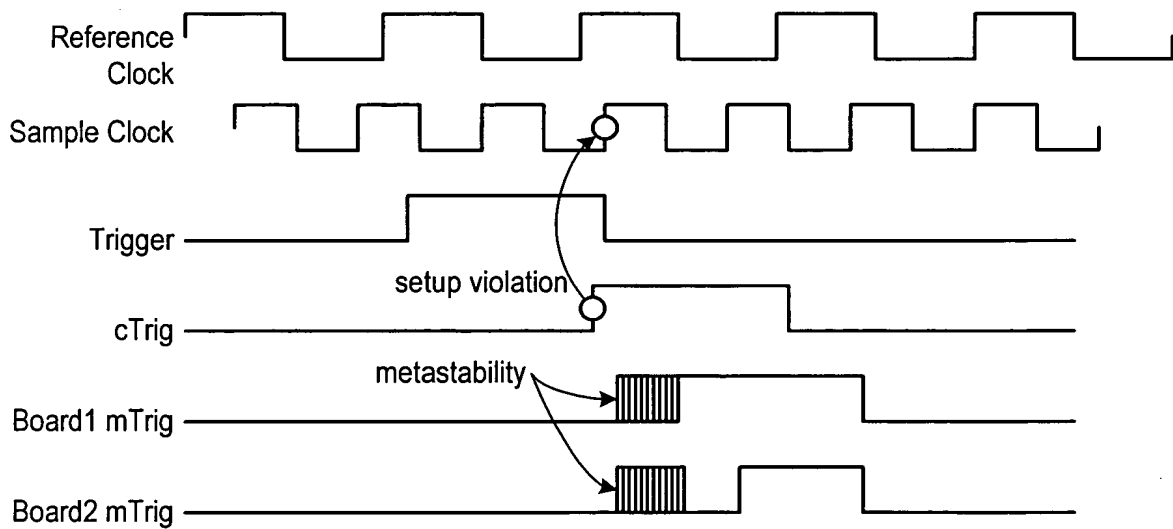 Reference
Clock
Sample Clock
Trigger
setup violation
cTrig
metastability
Board1 mTrig
Board2 mTrig